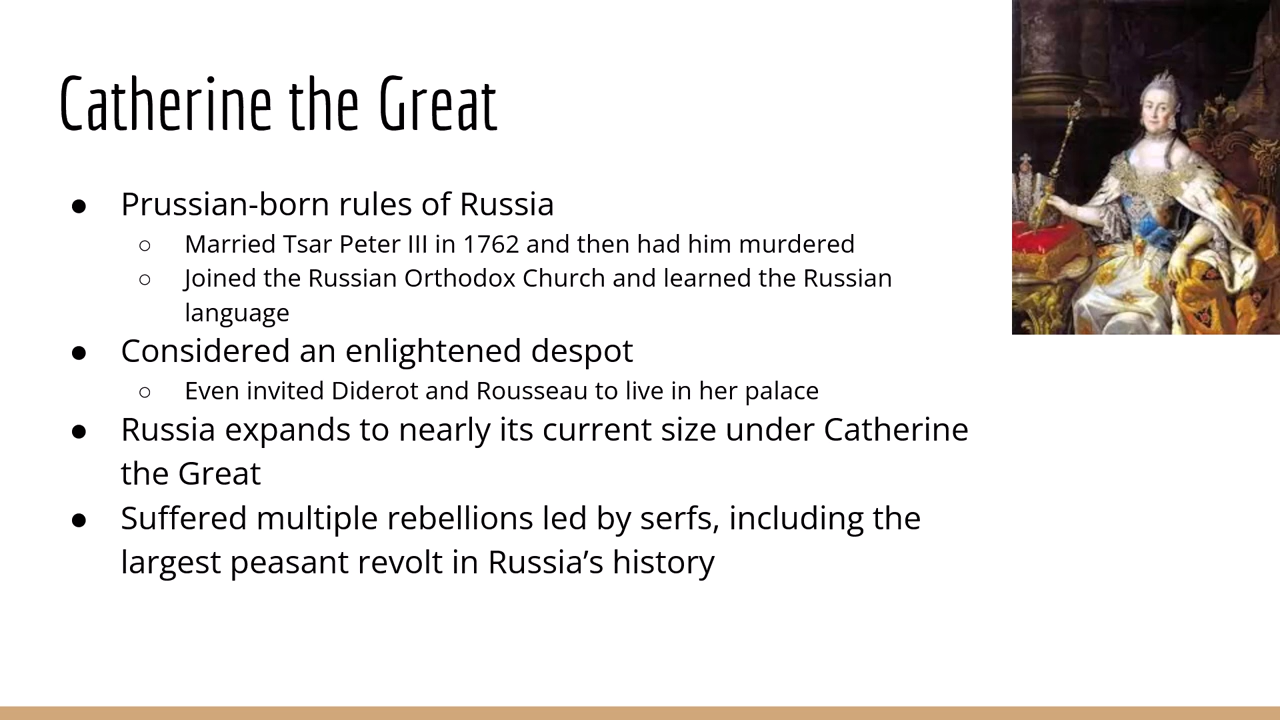 Catherine the Great
● Prussian-born rules of Russia
○ Married Tsar Peter III in 1762 and then had him murdered
○ Joined the Russian Orthodox Church and learned the Russian
language
● Considered an enlightened despot
○ Even invited Diderot and Rousseau to live in her palace
● Russia expands to nearly its current size under Catherine
the Great
● Suffered multiple rebellions led by serfs, including the
largest peasant revolt in Russia’s history